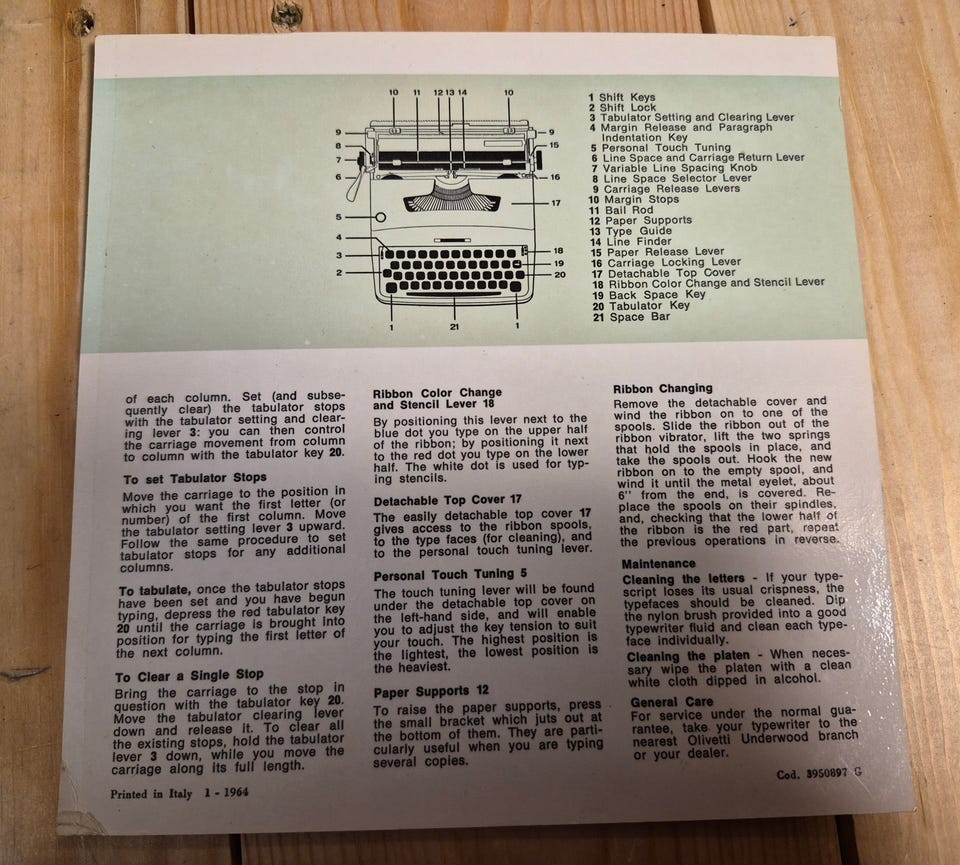 10 11 12 13 14 10
9 9
8 15
7
6 16
17
5
4
3 18
19
2 20
1 21 1
1 Shift Keys
2 Shift Lock
3 Tabulator Setting and Clearing Lever
4 Margin Release and Paragraph
Indentation Key
5 Personal Touch Tuning
6 Line Space and Carriage Return Lever
7 Variable Line Spacing Knob
8 Line Space Selector Lever
9 Carriage Release Levers
10 Margin Stops
11 Bail Rod
12 Paper Supports
13 Type Guide
14 Line Finder
15 Paper Release Lever
16 Carriage Locking Lever
17 Detachable Top Cover
18 Ribbon Color Change and Stencil Lever
19 Back Space Key
20 Tabulator Key
21 Space Bar
of each column. Set (and subse-
quently clear) the tabulator stops
with the tabulator setting and clear-
ing lever 3: you can then control
the carriage movement from column
to column with the tabulator key 20.
To set Tabulator Stops
Move the carriage to the position in
which you want the first letter (or
number) of the first column. Move
the tabulator setting lever 3 upward.
Follow the same procedure to set
tabulator stops for any additional
columns.
To tabulate, once the tabulator stops
have been set and you have begun
typing, depress the red tabulator key
20 until the carriage is brought into
position for typing the first letter of
the next column.
To Clear a Single Stop
Bring the carriage to the stop in
question with the tabulator key 20.
Move the tabulator clearing lever
down and release it. To clear all
the existing stops, hold the tabulator
lever 3 down, while you move the
carriage along its full length.
Printed in Italy 1 - 1964
Ribbon Color Change
and Stencil Lever 18
By positioning this lever next to the
blue dot you type on the upper half
of the ribbon; by positioning it next
to the red dot you type on the lower
half. The white dot is used for typ-
ing stencils.
Detachable Top Cover 17
The easily detachable top cover 17
gives access to the ribbon spools,
to the type faces (for cleaning), and
to the personal touch tuning lever.
Personal Touch Tuning 5
The touch tuning lever will be found
under the detachable top cover on
the left-hand side, and will enable
you to adjust the key tension to suit
your touch. The highest position is
the lightest, the lowest position is
the heaviest.
Paper Supports 12
To raise the paper supports, press
the small bracket which juts out at
the bottom of them. They are parti-
cularly useful when you are typing
several copies.
Ribbon Changing
Remove the detachable cover and
wind the ribbon on to one of the
spools. Slide the ribbon out of the
ribbon vibrator, lift the two springs
that hold the spools in place, and
take the spools out. Hook the new
ribbon on to the empty spool, and
wind it until the metal eyelet, about
6" from the end, is covered. Re-
place the spools on their spindles,
and, checking that the lower half of
the ribbon is the red part, repeat
the previous operations in reverse.
Maintenance
Cleaning the letters - If your type-
script loses its usual crispness, the
typefaces should be cleaned. Dip
the nylon brush provided into a good
typewriter fluid and clean each type-
face individually.
Cleaning the platen - When neces-
sary wipe the platen with a clean
white cloth dipped in alcohol.
General Care
For service under the normal gua-
rantee, take your typewriter to the
nearest Olivetti Underwood branch
or your dealer.
Cod. 3950897 G